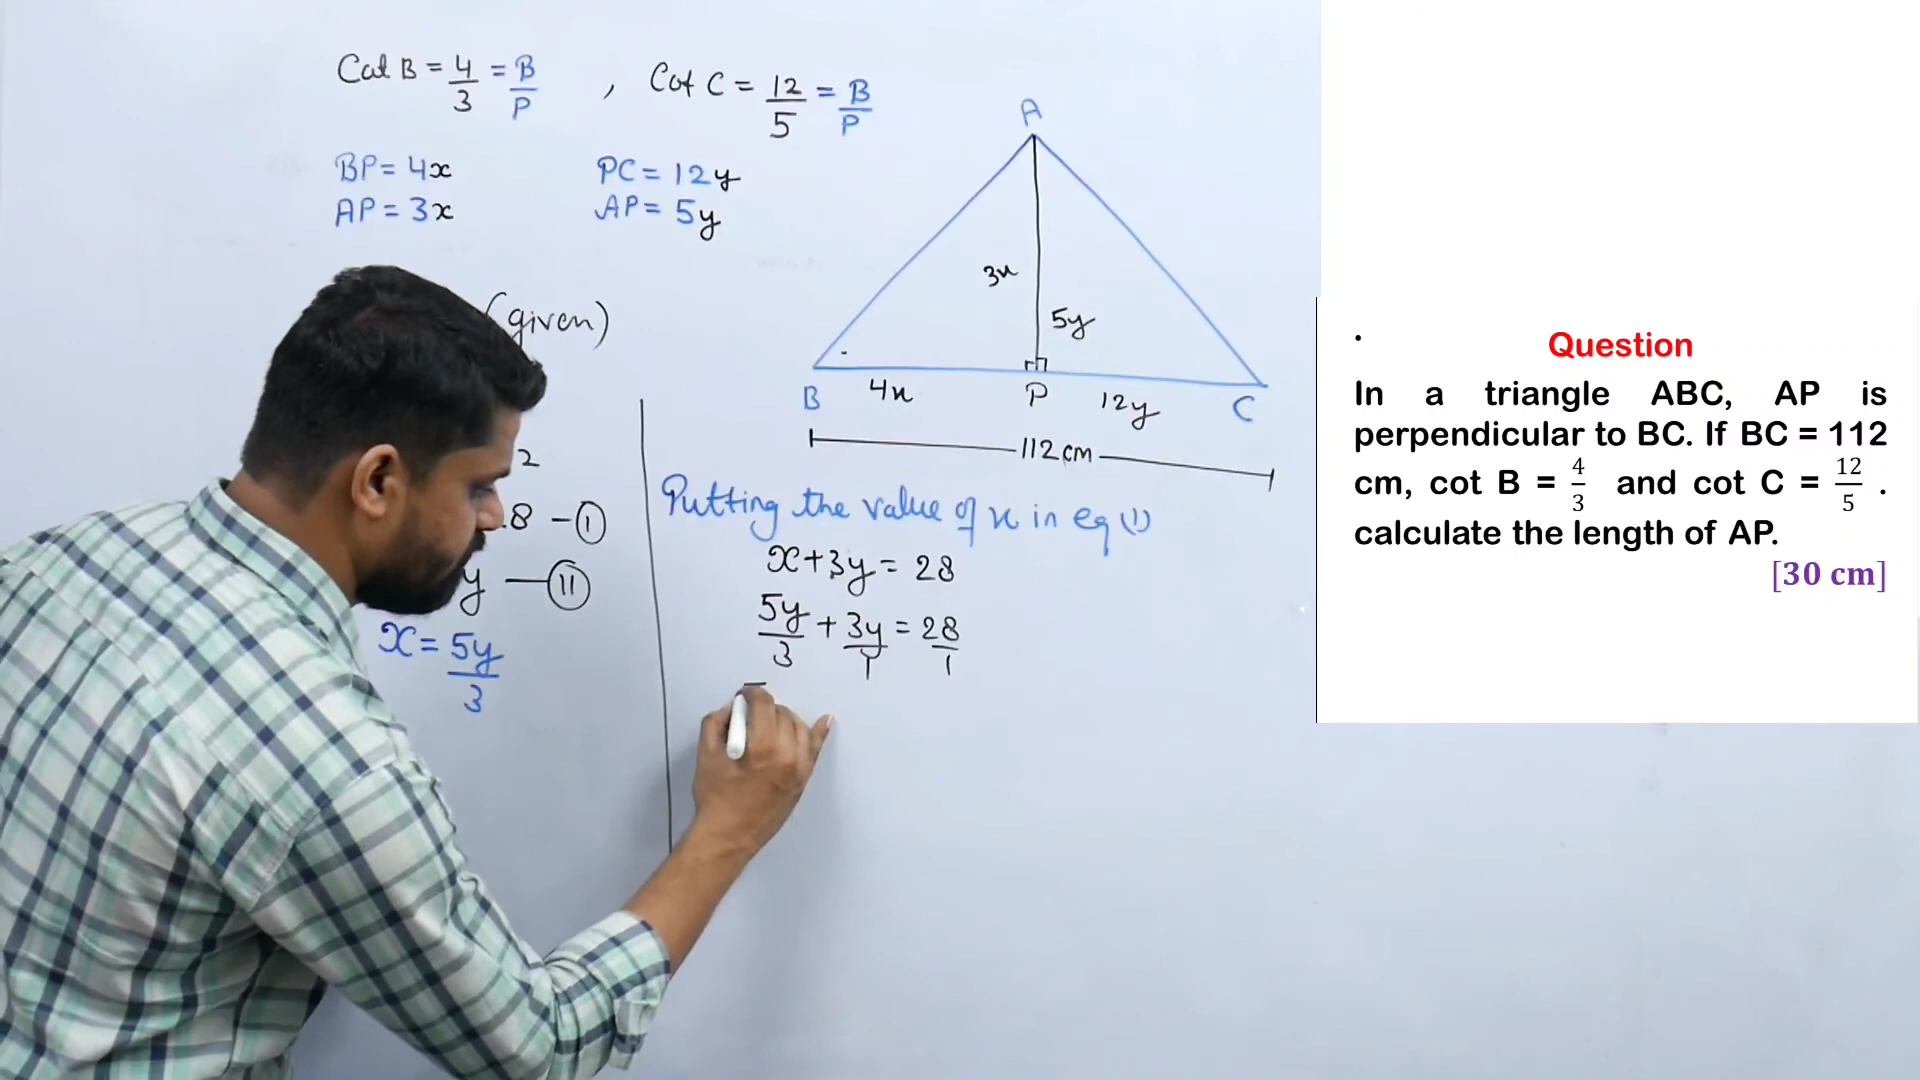 Cot B = 4/3 = B/P , Cot C = 12/5 = B/P
BP = 4x PC = 12y
AP = 3x AP = 5y
(given)
2
8 - (1)
y — (11)
x = 5y/3
A
3x
5y
B 4x P 12y C
112 cm
Putting the value of x in eq (1)
x + 3y = 28
5y/3 + 3y/1 = 28/1
. Question
In a triangle ABC, AP is
perpendicular to BC. If BC = 112
cm, cot B = 4/3 and cot C = 12/5 .
calculate the length of AP.
[30 cm]